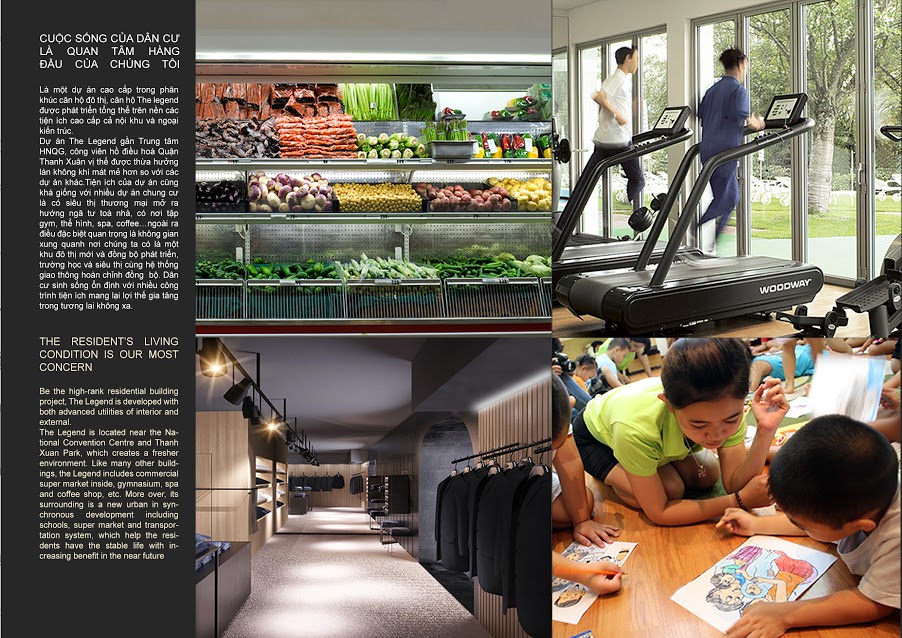 CUỘC SỐNG CỦA DÂN CƯ
LÀ QUAN TÂM HÀNG
ĐẦU CỦA CHÚNG TÔI
Là một dự án cao cấp trong phân
khúc căn hộ đô thị, căn hộ The legend
được phát triển tổng thể trên nền các
tiện ích cao cấp cả nội khu và ngoại
kiến trúc.
Dự án The Legend gần Trung tâm
HNQG, công viên hồ điều hoà Quận
Thanh Xuân vị thế được thừa hưởng
làn không khí mát mẻ hơn so với các
dự án khác.Tiện ích của dự án cũng
khá giống với nhiều dự án chung cư
là có siêu thị thương mại mở ra
hướng ngã tư toà nhà, có nơi tập
gym, thể hình, spa, coffee…ngoài ra
điều đặc biệt quan trọng là không gian
xung quanh nơi chúng ta có là một
khu đô thị mới và đồng bộ phát triển,
trường học và siêu thị cùng hệ thống
giao thông hoàn chỉnh đồng bộ. Dân
cư sinh sống ổn định với nhiều công
trình tiện ích mang lại lợi thế gia tăng
trong tương lai không xa.
THE RESIDENT'S LIVING
CONDITION IS OUR MOST
CONCERN
Be the high-rank residential building
project, The Legend is developed with
both advanced utilities of interior and
external.
The Legend is located near the Na-
tional Convention Centre and Thanh
Xuan Park, which creates a fresher
environment. Like many other build-
ings, the Legend includes commercial
super market inside, gymnasium, spa
and coffee shop, etc. More over, its
surrounding is a new urban in syn-
chronous development including
schools, super market and transpor-
tation system, which help the resi-
dents have the stable life with in-
creasing benefit in the near future
WOODWAY